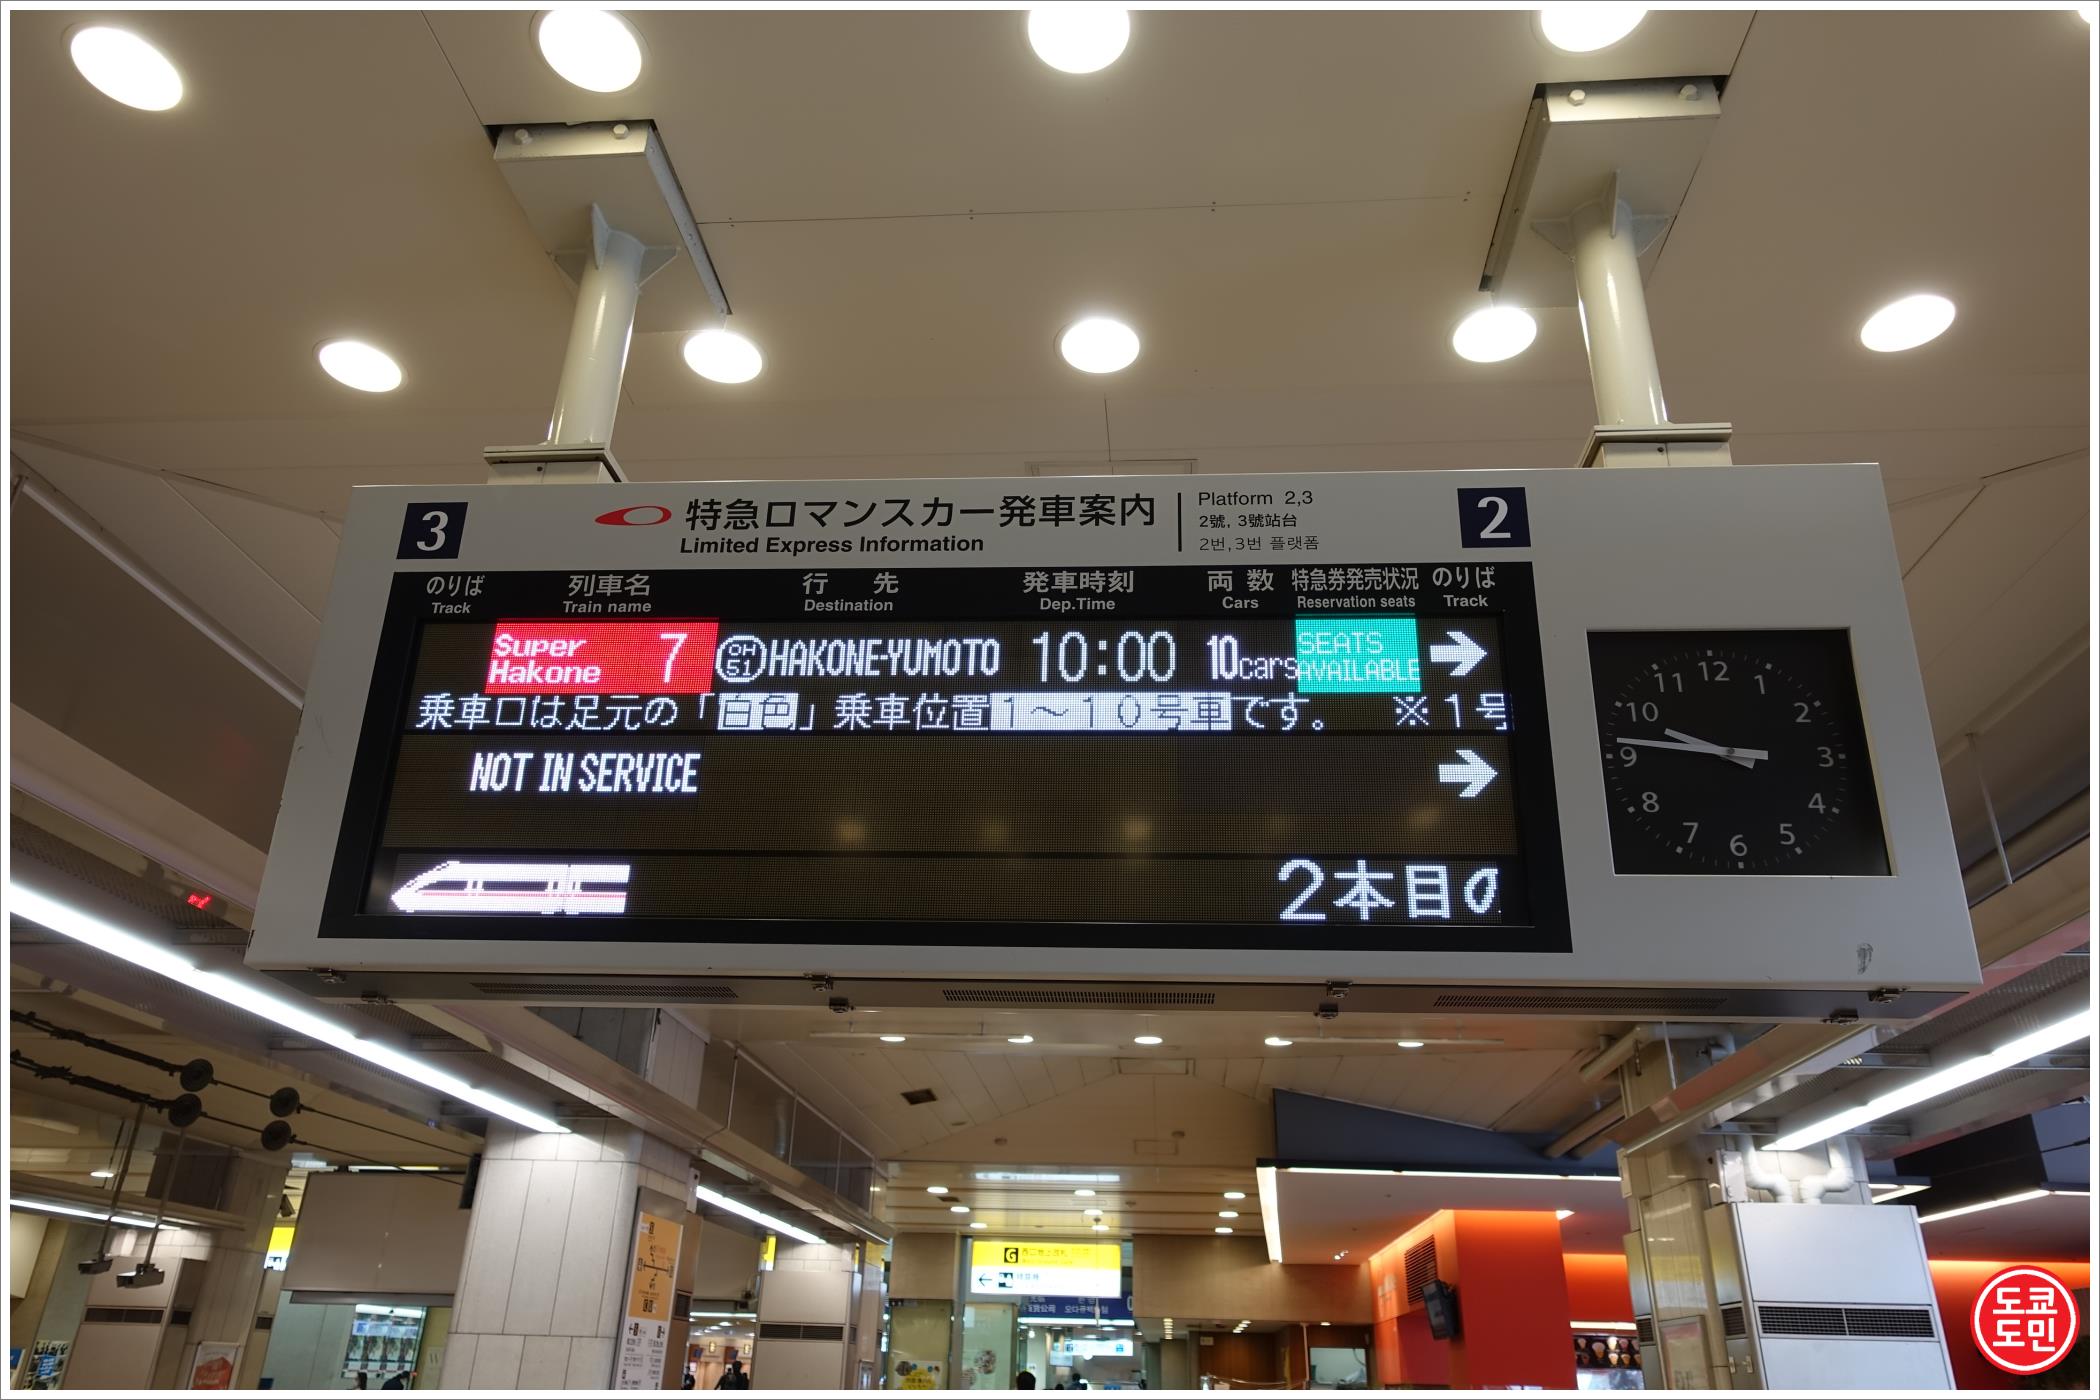 3
特急ロマンスカー発車案内
Limited Express Information
Platform 2,3
2號, 3號站台
2번,3번 플랫폼
2
のりば 列車名 行先 発車時刻 両数 特急券発売状況 のりば
Track Train name Destination Dep.Time Cars Reservation seats Track
Super Hakone 7 OH 51 HAKONE-YUMOTO 10:00 10cars SEATS AVAILABLE →
乗車口は足元の「白色」乗車位置1～10号車です。 ※1号
NOT IN SERVICE →
2本目の
12 1 2 3 4 5 6 7 8 9 10 11
G
도쿄
도민